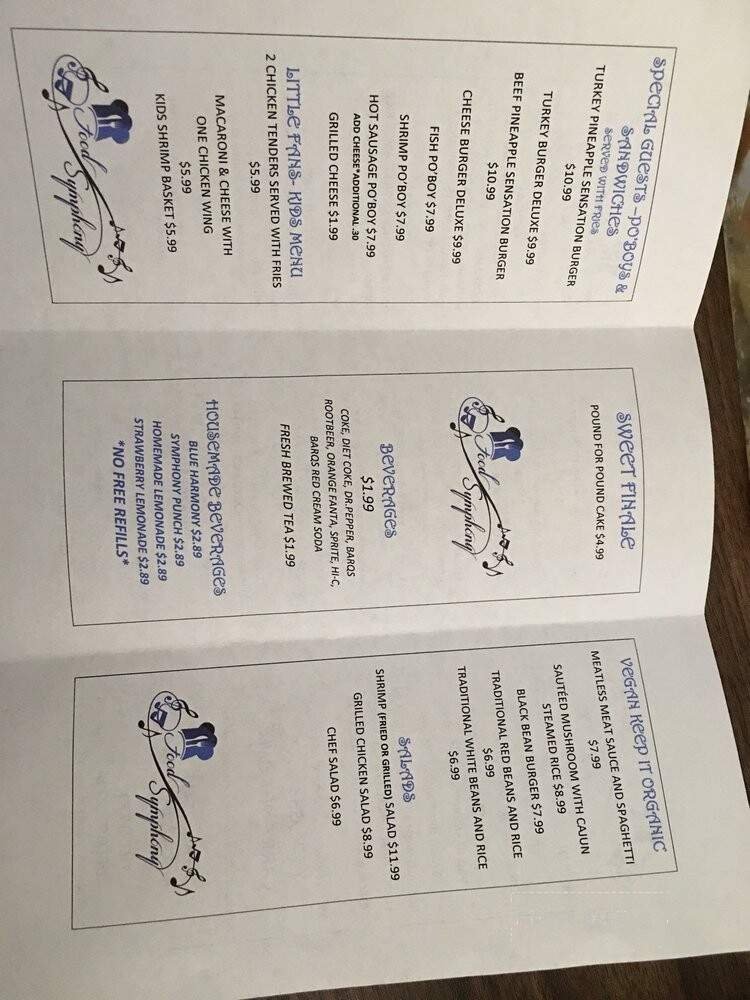 SPECIAL GUESTS -PO'BOYS &
SANDWICHES
SERVED WITH FRIES
TURKEY PINEAPPLE SENSATION BURGER
$10.99
TURKEY BURGER DELUXE $9.99
BEEF PINEAPPLE SENSATION BURGER
$10.99
CHEESE BURGER DELUXE $9.99
FISH PO'BOY $7.99
SHRIMP PO'BOY $7.99
HOT SAUSAGE PO'BOY $7.99
ADD CHEESE*ADDITIONAL .30
GRILLED CHEESE $1.99
LITTLE FANS- KIDS MENU
2 CHICKEN TENDERS SERVED WITH FRIES
$5.99
MACARONI & CHEESE WITH
ONE CHICKEN WING
$5.99
KIDS SHRIMP BASKET $5.99
Food
Symphony
SWEET FINALE
POUND FOR POUND CAKE $4.99
Food
Symphony
BEVERAGES
$1.99
COKE, DIET COKE, DR.PEPPER, BARQS
ROOTBEER, ORANGE FANTA, SPRITE, HI-C,
BARQS RED CREAM SODA
FRESH BREWED TEA $1.99
HOUSEMADE BEVERAGES
BLUE HARMONY $2.89
SYMPHONY PUNCH $2.89
HOMEMADE LEMONADE $2.89
STRAWBERRY LEMONADE $2.89
*NO FREE REFILLS*
VEGAN KEEP IT ORGANIC
MEATLESS MEAT SAUCE AND SPAGHETTI
$7.99
SAUTÉED MUSHROOM WITH CAJUN
STEAMED RICE $8.99
BLACK BEAN BURGER $7.99
TRADITIONAL RED BEANS AND RICE
$6.99
TRADITIONAL WHITE BEANS AND RICE
$6.99
SALADS
SHRIMP (FRIED OR GRILLED) SALAD $11.99
GRILLED CHICKEN SALAD $8.99
CHEF SALAD $6.99
Food
Symphony